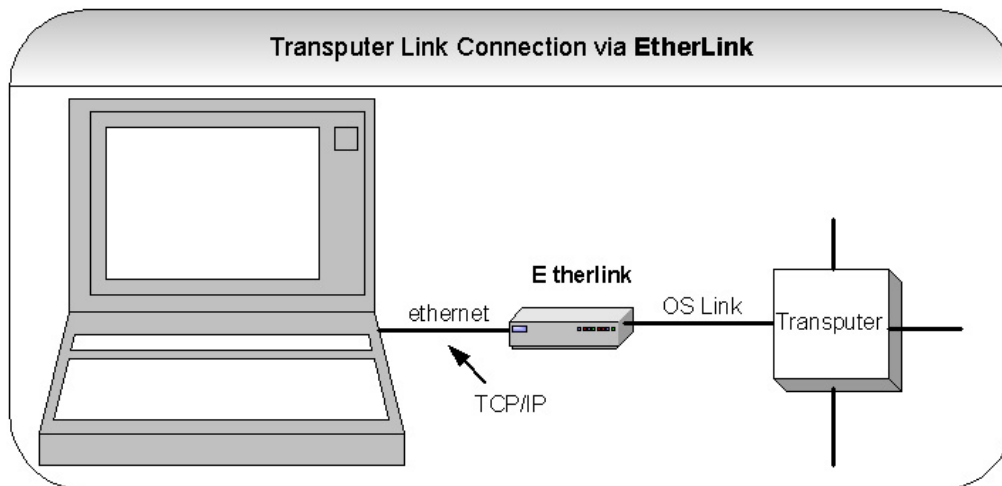 Transputer Link Connection via EtherLink
E therlink
ethernet
OS Link
Transputer
TCP/IP